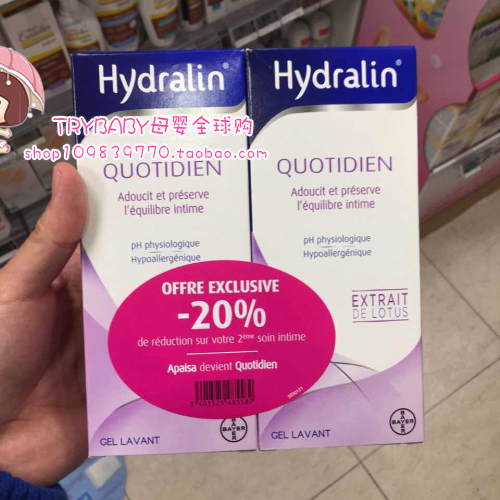 Hydralin®
Hydralin®
TRYBABY母婴全球购
shop109839770.taobao.com
QUOTIDIEN
Adoucit et préserve
l'équilibre intime
pH physiologique
Hypoallergénique
QUOTIDIEN
Adoucit et préserve
l'équilibre intime
pH physiologique
Hypoallergénique
OFFRE EXCLUSIVE
-20%
de réduction sur votre 2ème soin intime
Apaisa devient Quotidien
3 401525 485582
EXTRAIT
DE LOTUS
GEL LAVANT
BAYER
GEL LAVANT
BAYER